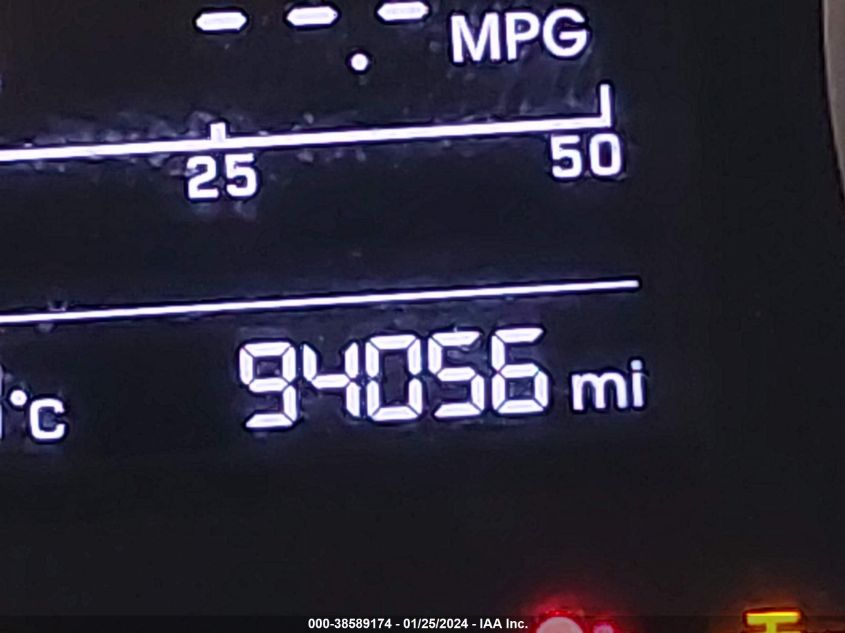 --.- MPG
25 50
°C 94056 mi
000-38589174 - 01/25/2024 - IAA Inc.